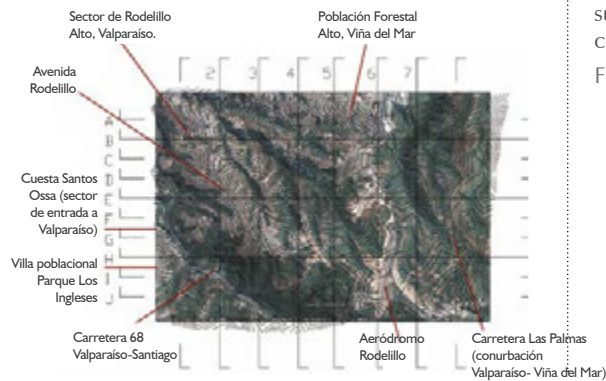 Sector de Rodelillo
Alto, Valparaíso.
Población Forestal
Alto, Viña del Mar
Avenida
Rodelillo
2
3
4
5
6
7
A
B
C
D
E
F
G
H
I
J
Cuesta Santos
Ossa (sector
de entrada a
Valparaíso)
Villa poblacional
Parque Los
Ingleses
Carretera 68
Valparaíso-Santiago
Aeródromo
Rodelillo
Carretera Las Palmas
(conurbación
Valparaíso- Viña del Mar)